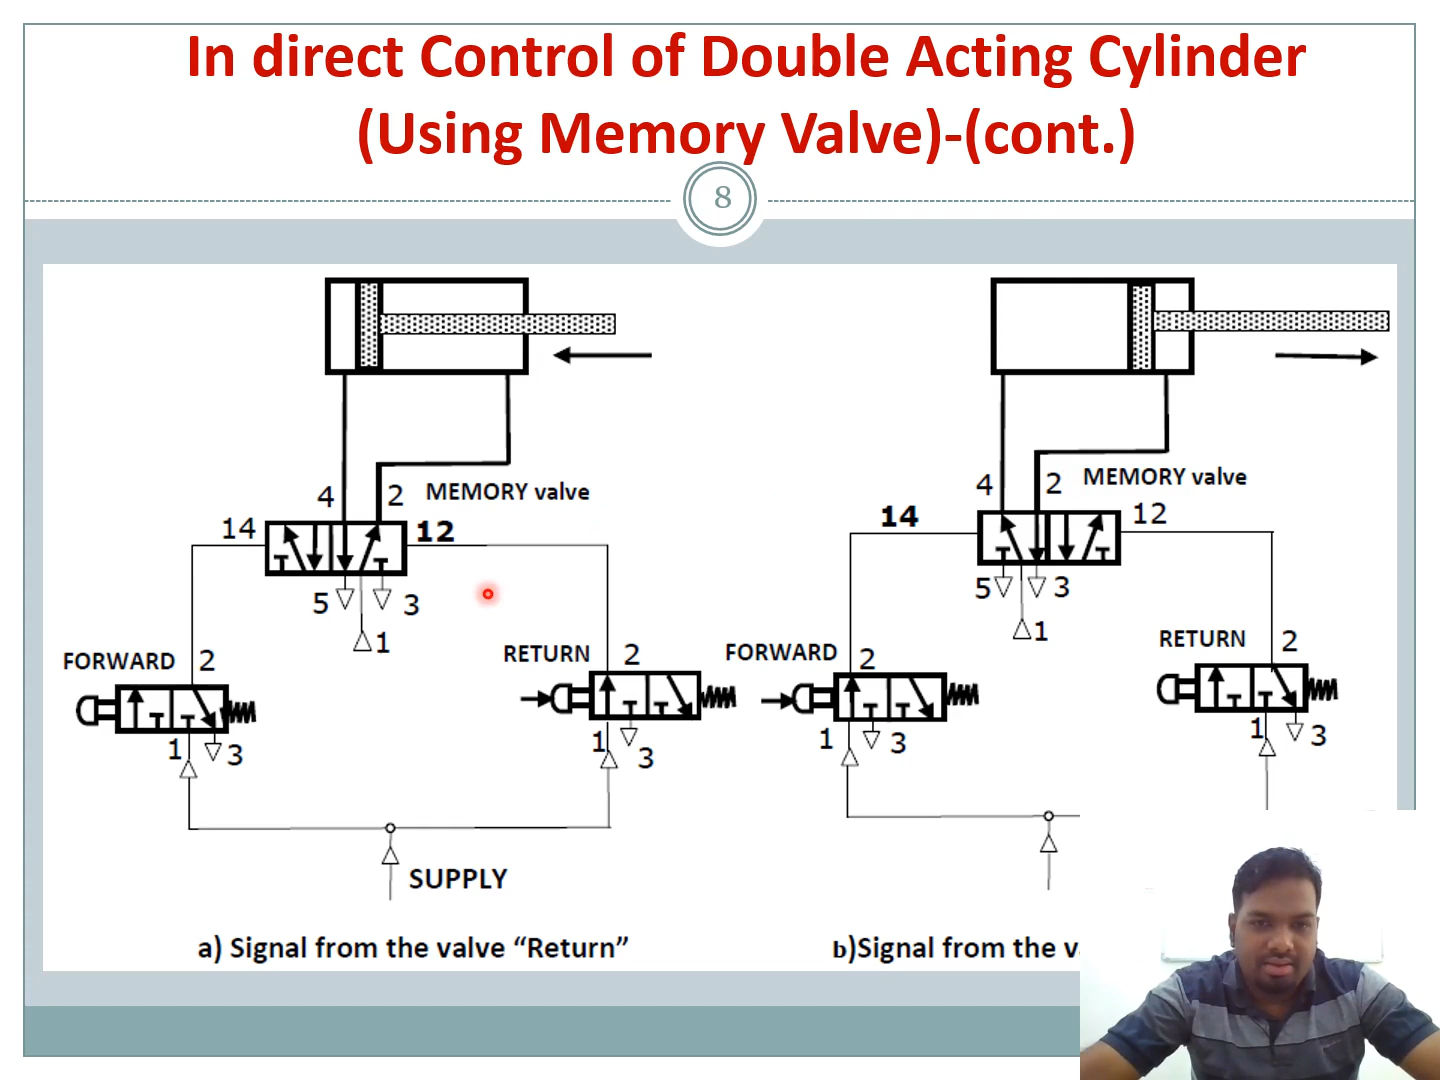 In direct Control of Double Acting Cylinder
(Using Memory Valve)-(cont.)
8
4
2
MEMORY valve
14
12
5
3
1
FORWARD
2
RETURN
2
1
3
1
3
SUPPLY
a) Signal from the valve “Return”
4
2
MEMORY valve
14
12
5
3
1
FORWARD
2
RETURN
2
1
3
1
3
b)Signal from the